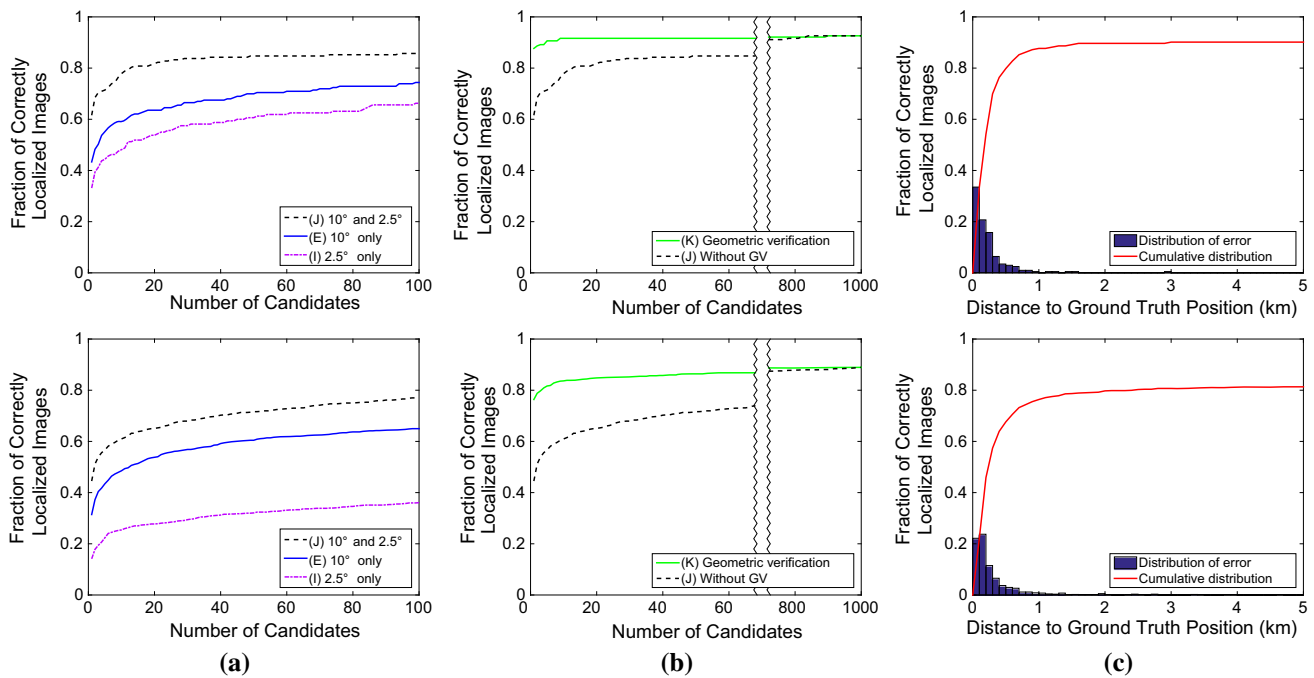 Fraction of Correctly
Localized Images
1
0.8
0.6
0.4
0.2
0
0 20 40 60 80 100
Number of Candidates
(J) 10° and 2.5°
(E) 10° only
(I) 2.5° only
Fraction of Correctly
Localized Images
1
0.8
0.6
0.4
0.2
0
0 20 40 60 800 1000
Number of Candidates
(K) Geometric verification
(J) Without GV
Fraction of Correctly
Localized Images
1
0.8
0.6
0.4
0.2
0
0 1 2 3 4 5
Distance to Ground Truth Position (km)
Distribution of error
Cumulative distribution
Fraction of Correctly
Localized Images
1
0.8
0.6
0.4
0.2
0
0 20 40 60 80 100
Number of Candidates
(J) 10° and 2.5°
(E) 10° only
(I) 2.5° only
(a)
Fraction of Correctly
Localized Images
1
0.8
0.6
0.4
0.2
0
0 20 40 60 800 1000
Number of Candidates
(K) Geometric verification
(J) Without GV
(b)
Fraction of Correctly
Localized Images
1
0.8
0.6
0.4
0.2
0
0 1 2 3 4 5
Distance to Ground Truth Position (km)
Distribution of error
Cumulative distribution
(c)